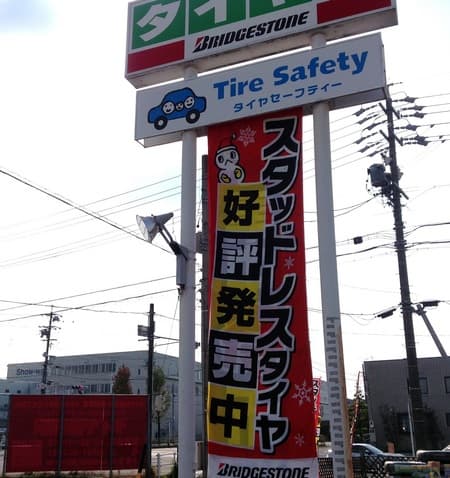 タイヤ
BRIDGESTONE
Tire Safety
タイヤセーフティー
スタッドレスタイヤ
好評発売中
BRIDGESTONE
Show-